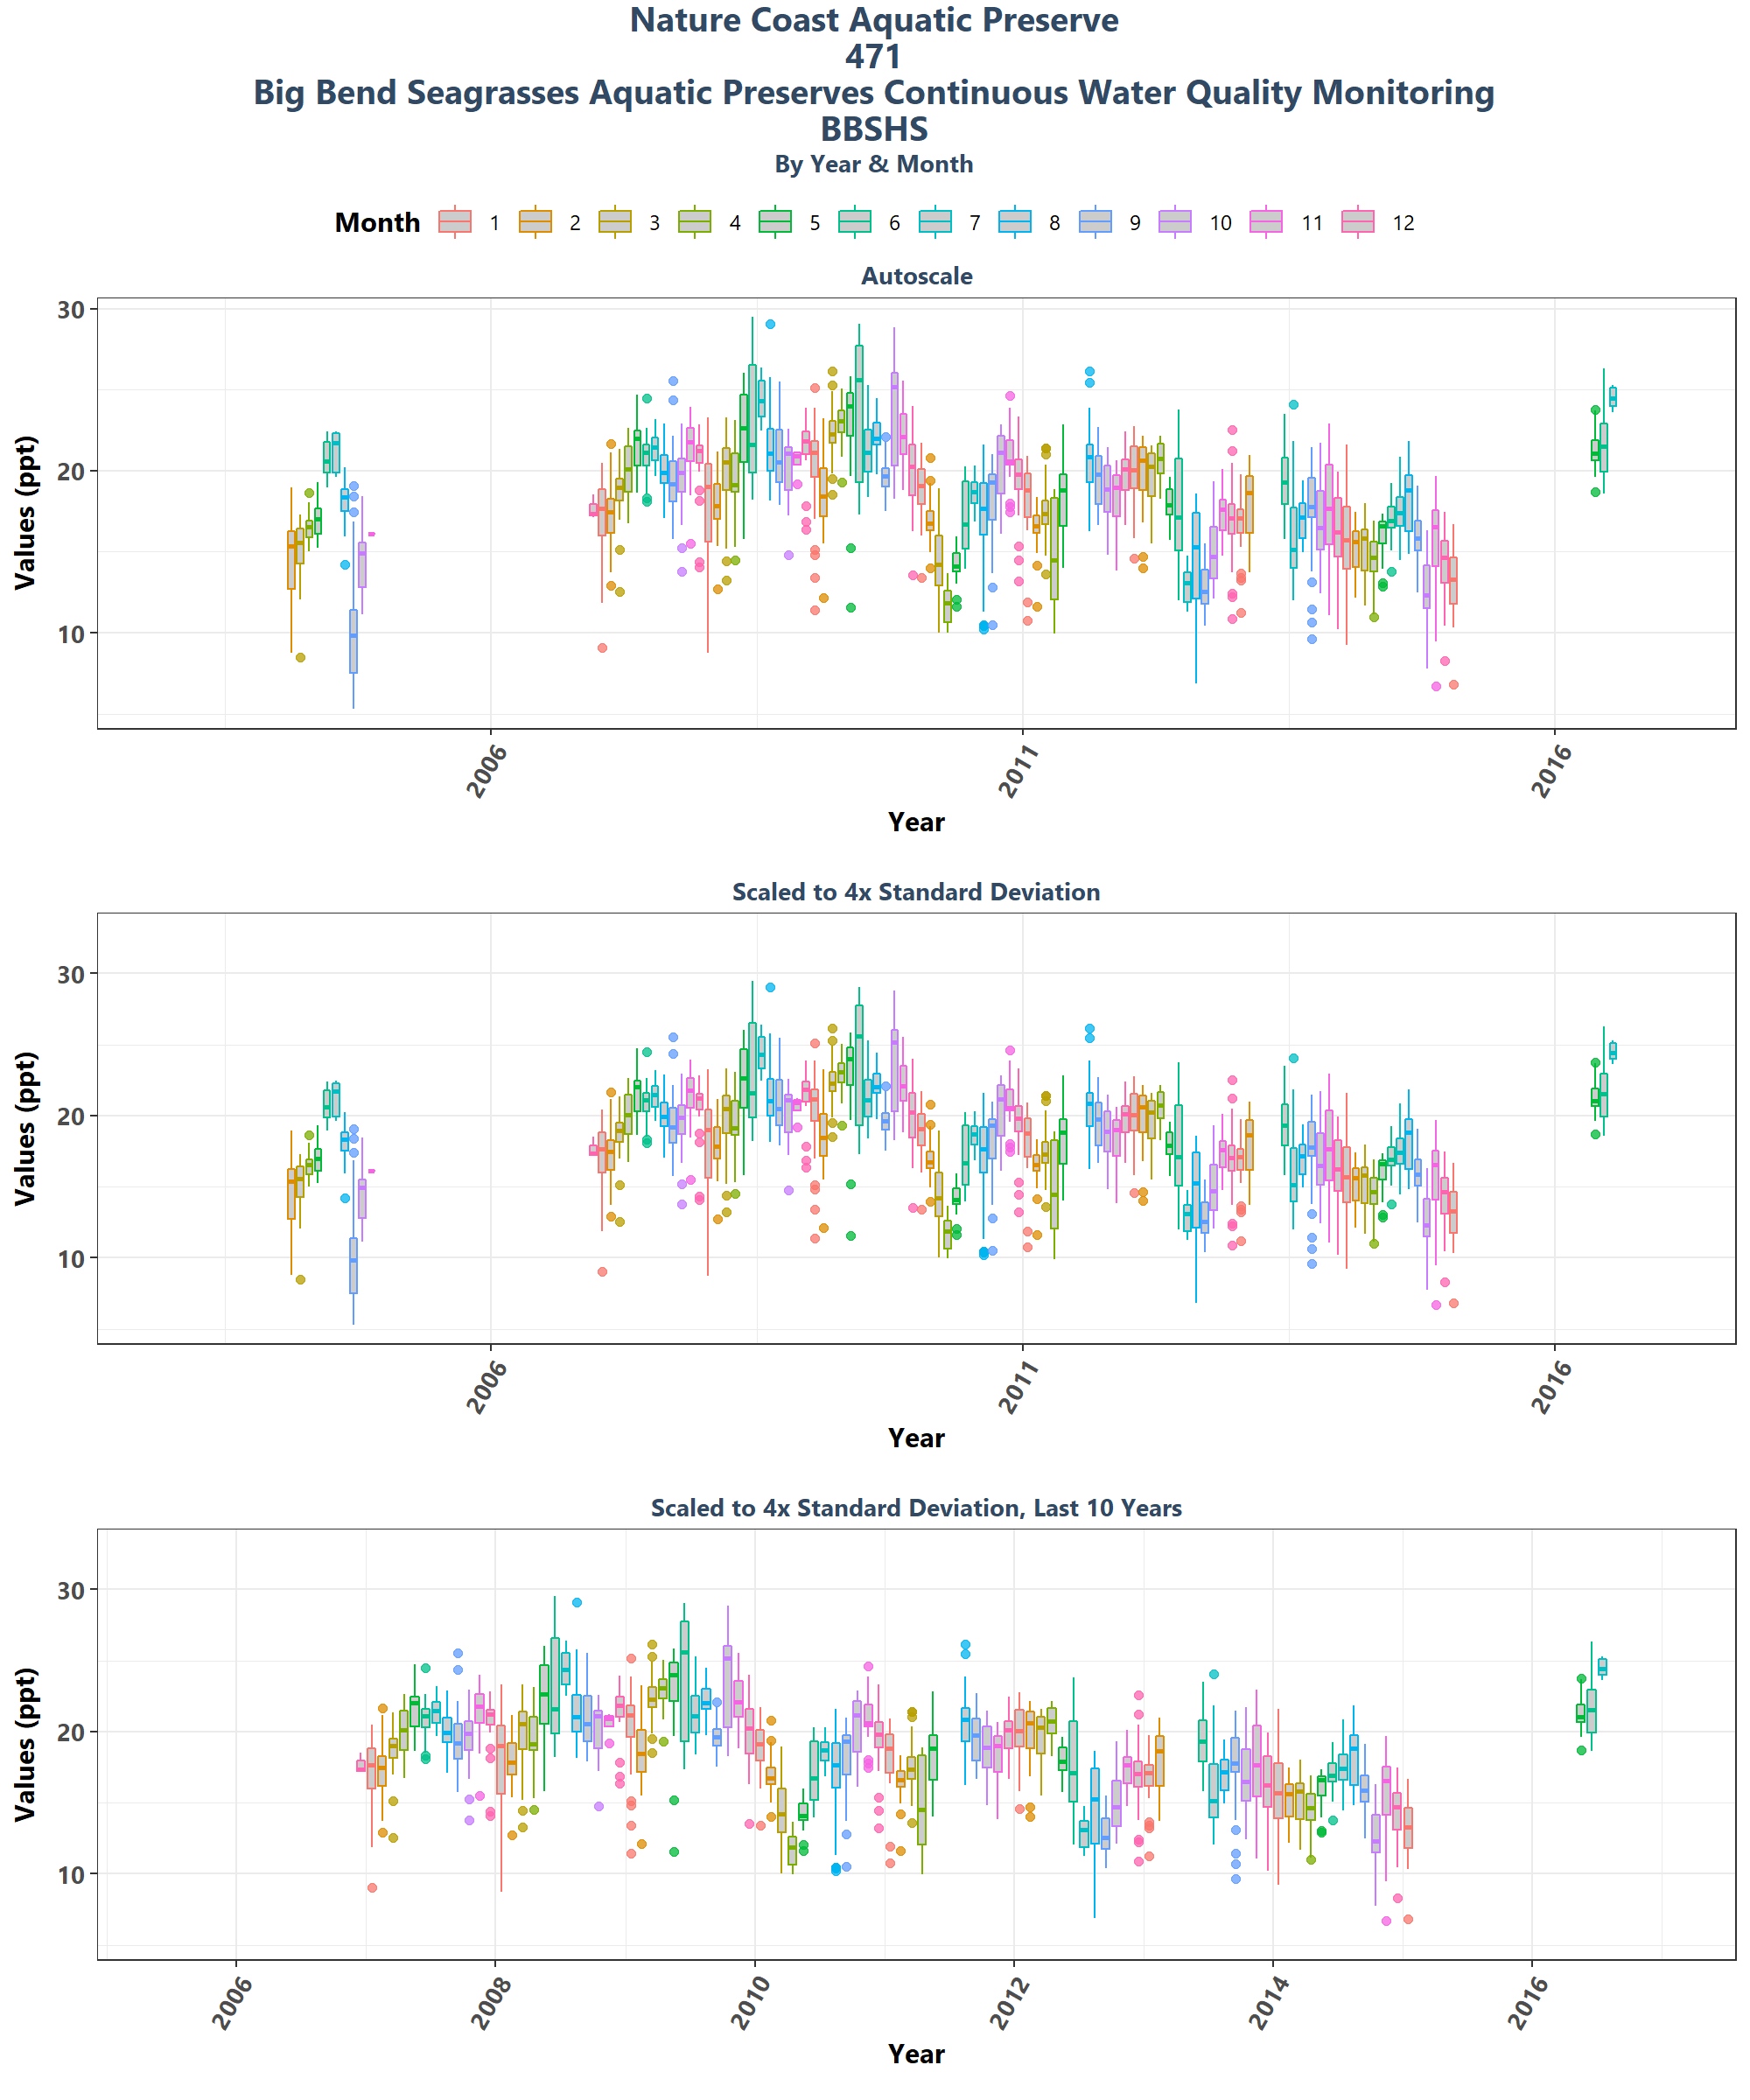 Nature Coast Aquatic Preserve
471
Big Bend Seagrasses Aquatic Preserves Continuous Water Quality Monitoring
BBSHS
By Year & Month
Month 1 2 3 4 5 6 7 8 9 10 11 12
Autoscale
Values (ppt)
30
20
10
2006 2011 2016
Year
Scaled to 4x Standard Deviation
Values (ppt)
30
20
10
2006 2011 2016
Year
Scaled to 4x Standard Deviation, Last 10 Years
Values (ppt)
30
20
10
2006 2008 2010 2012 2014 2016
Year